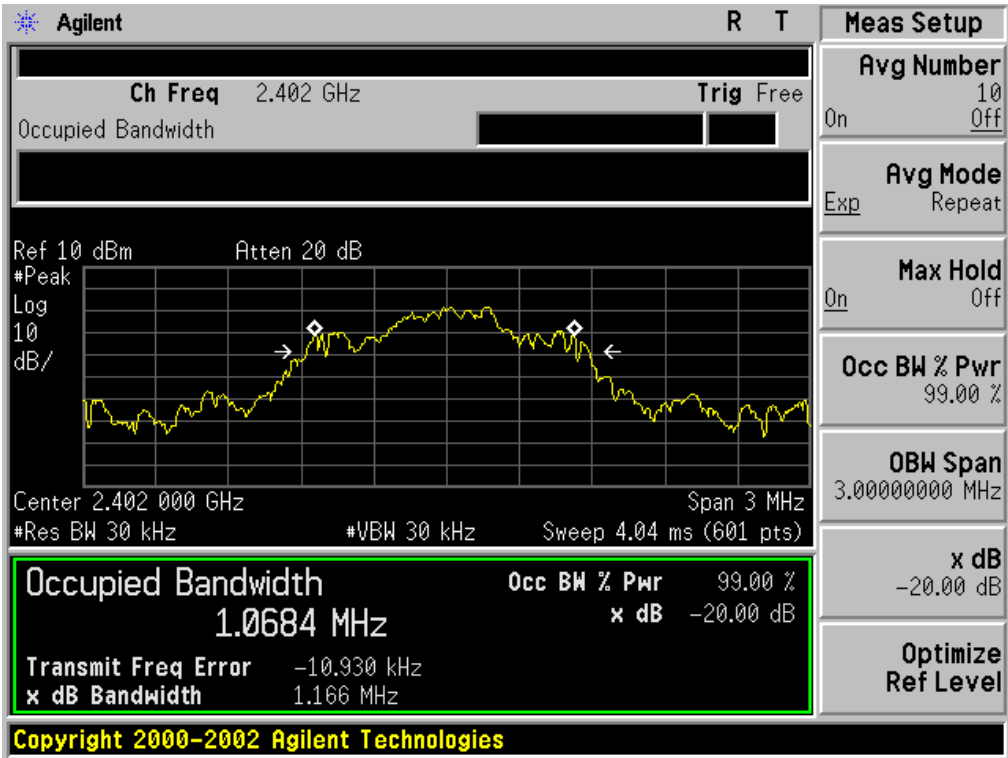 Agilent R T
Ch Freq 2.402 GHz Trig Free
Occupied Bandwidth
Ref 10 dBm Atten 20 dB
#Peak
Log
10
dB/
Center 2.402 000 GHz Span 3 MHz
#Res BW 30 kHz #VBW 30 kHz Sweep 4.04 ms (601 pts)
Occupied Bandwidth
1.0684 MHz
Occ BW % Pwr 99.00 %
x dB -20.00 dB
Transmit Freq Error -10.930 kHz
x dB Bandwidth 1.166 MHz
Copyright 2000-2002 Agilent Technologies
Meas Setup
Avg Number
10
On Off
Avg Mode
Exp Repeat
Max Hold
On Off
Occ BW % Pwr
99.00 %
OBW Span
3.00000000 MHz
x dB
-20.00 dB
Optimize
Ref Level